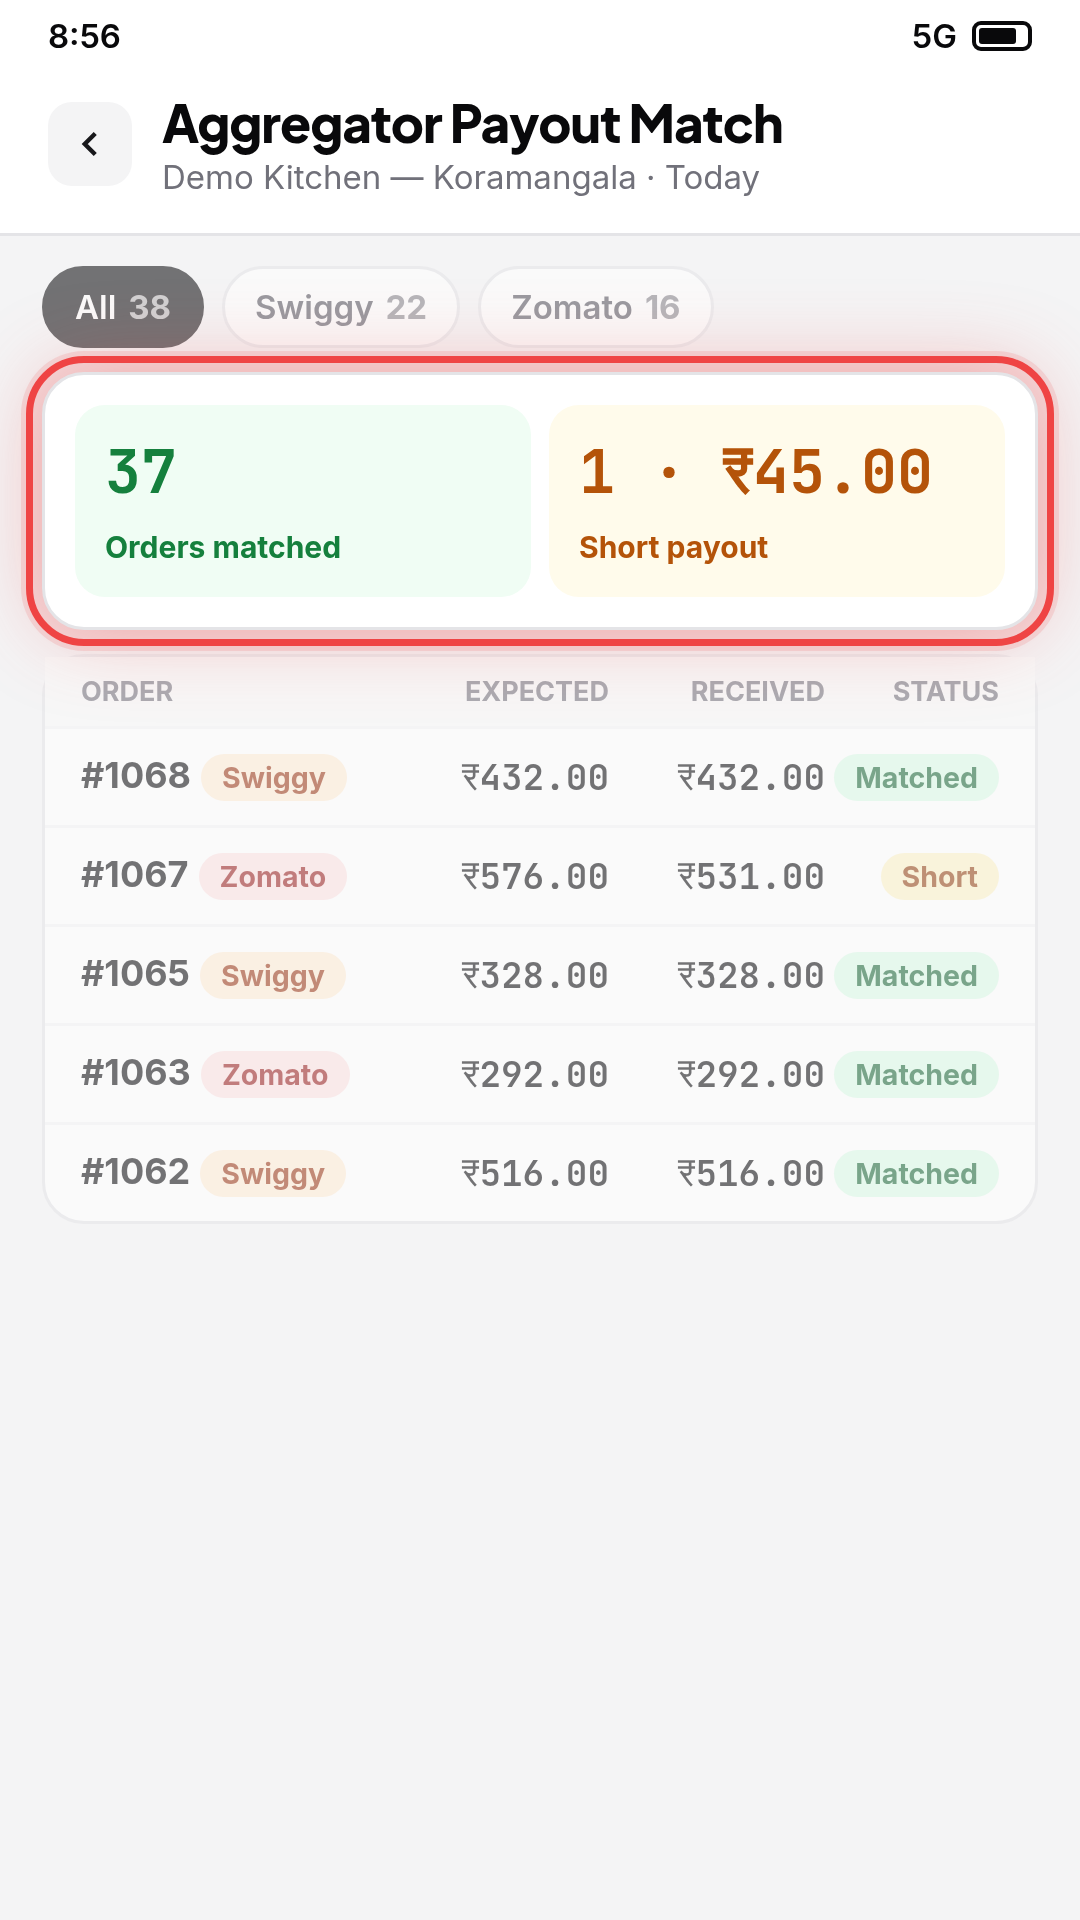 8:56 5G
Aggregator Payout Match
Demo Kitchen — Koramangala · Today
All 38 Swiggy 22 Zomato 16
37 1 · ₹45.00
Orders matched Short payout
ORDER EXPECTED RECEIVED STATUS
#1068 Swiggy ₹432.00 ₹432.00 Matched
#1067 Zomato ₹576.00 ₹531.00 Short
#1065 Swiggy ₹328.00 ₹328.00 Matched
#1063 Zomato ₹292.00 ₹292.00 Matched
#1062 Swiggy ₹516.00 ₹516.00 Matched